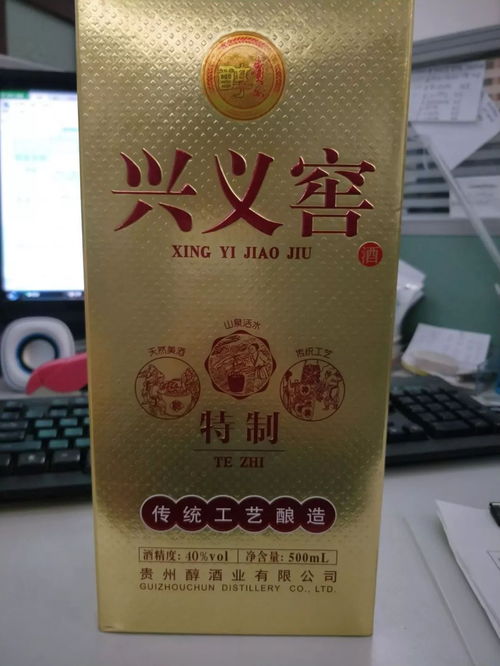 兴义窖
XING YI JIAO JIU
酒
山泉活水
天然美酒
传统工艺
特制
TE ZHI
传统工艺酿造
酒精度: 40%vol 净含量: 500mL
贵州醇酒业有限公司
GUIZHOUCHUN DISTILLERY CO.,LTD.